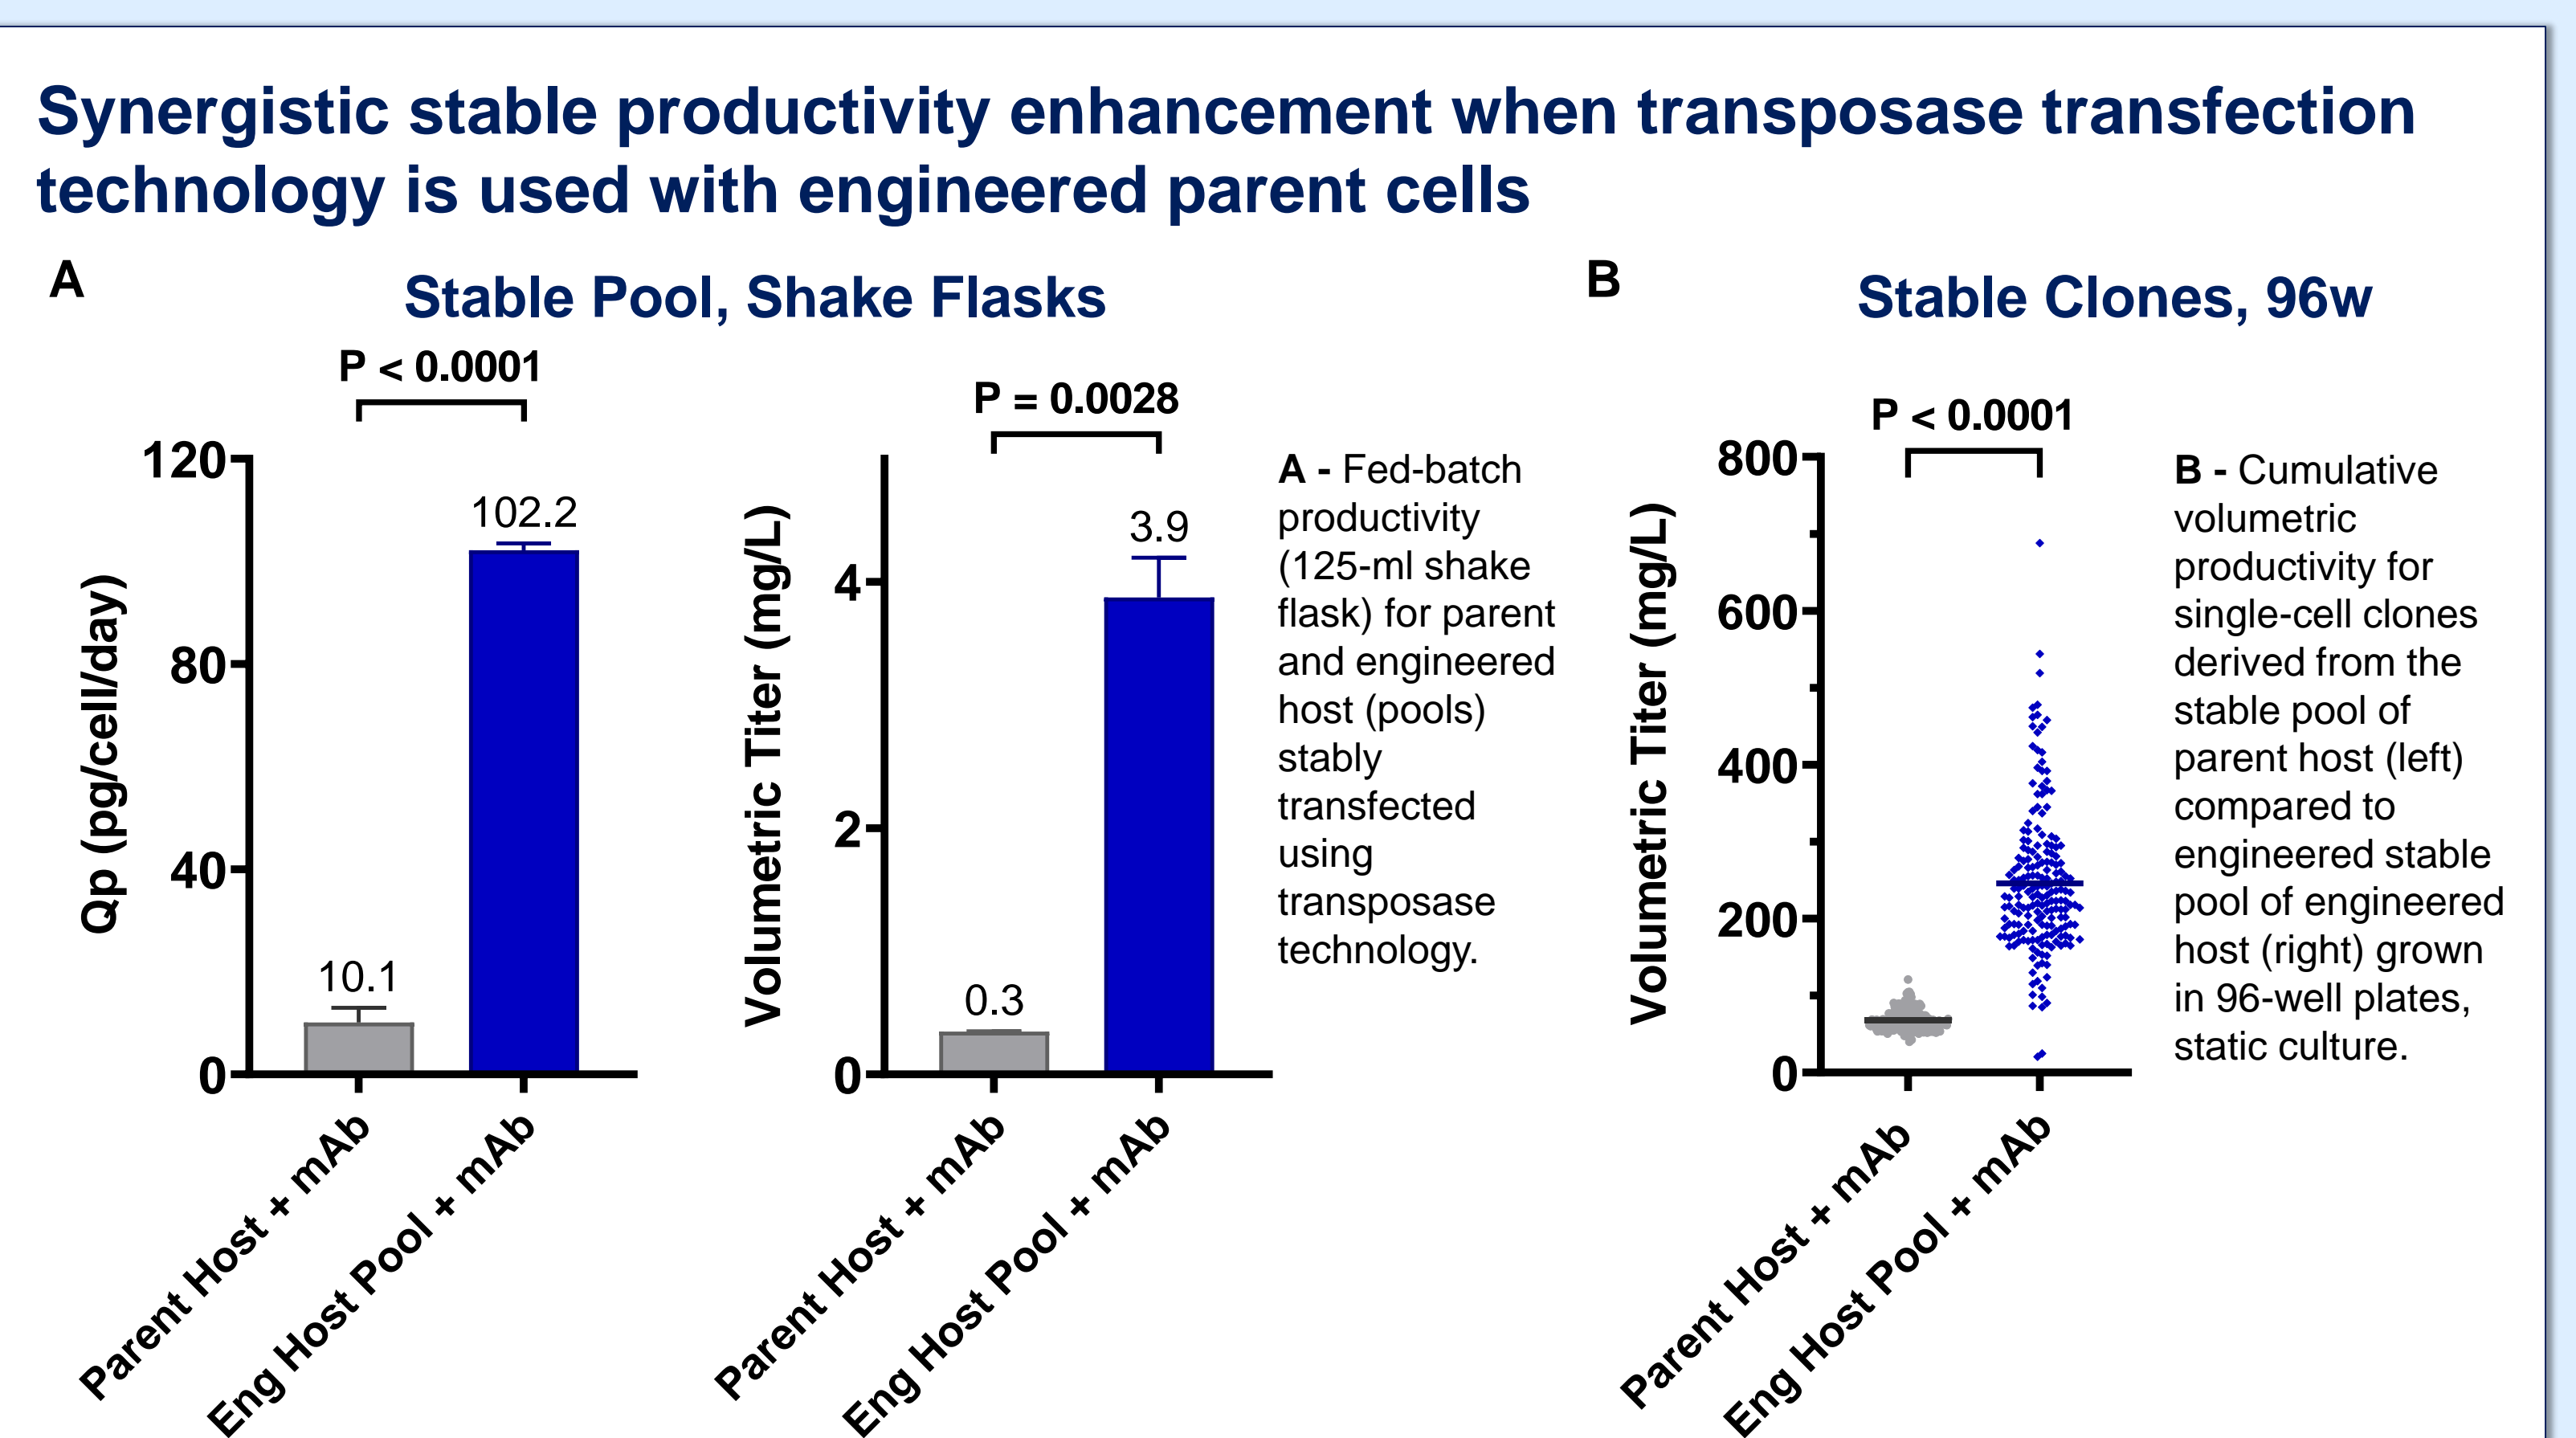 Synergistic stable productivity enhancement when transposase transfection
technology is used with engineered parent cells
A
Stable Pool, Shake Flasks
P < 0.0001
120
80
40
0
Qp (pg/cell/day)
102.2
10.1
Parent Host + mAb
Eng Host Pool + mAb
P = 0.0028
4
2
0
Volumetric Titer (mg/L)
3.9
0.3
Parent Host + mAb
Eng Host Pool + mAb
A - Fed-batch
productivity
(125-ml shake
flask) for parent
and engineered
host (pools)
stably
transfected
using
transposase
technology.
B
Stable Clones, 96w
P < 0.0001
800
600
400
200
0
Volumetric Titer (mg/L)
Parent Host + mAb
Eng Host Pool + mAb
B - Cumulative
volumetric
productivity for
single-cell clones
derived from the
stable pool of
parent host (left)
compared to
engineered stable
pool of engineered
host (right) grown
in 96-well plates,
static culture.